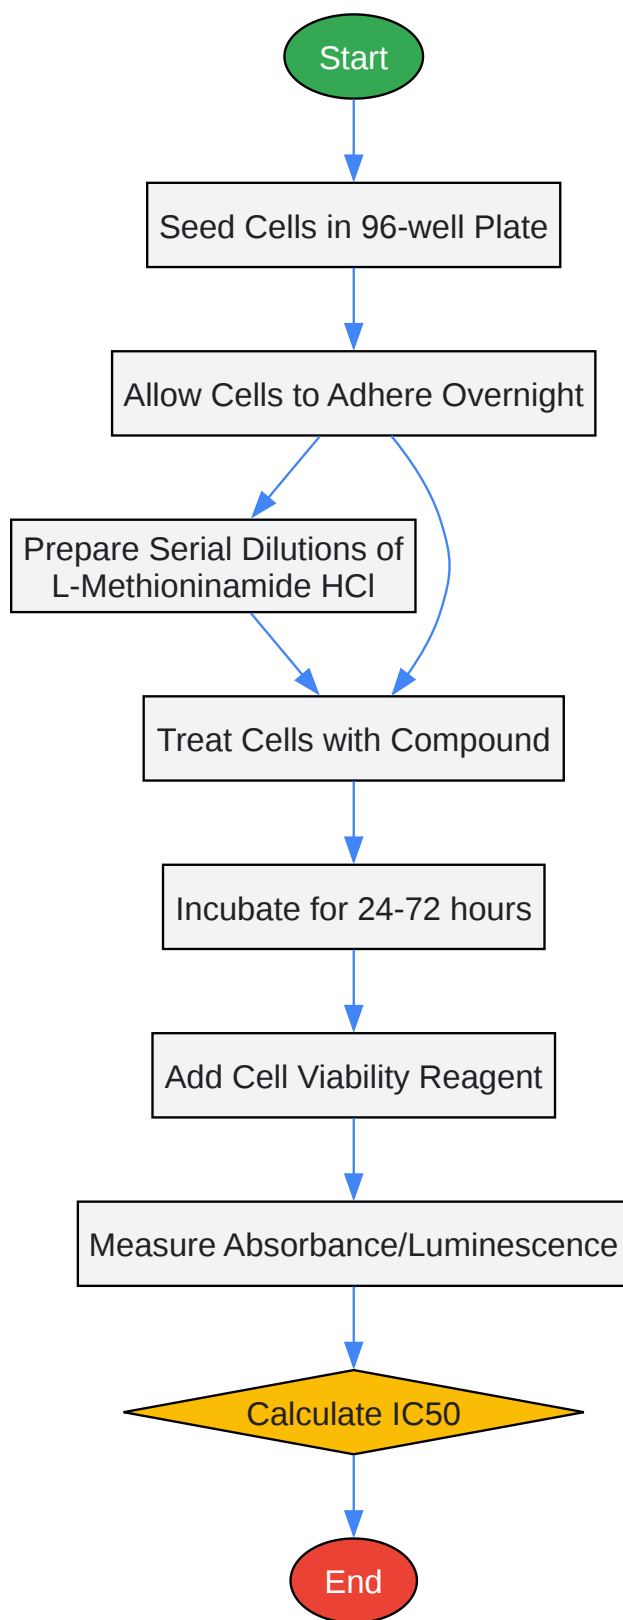 Start
Seed Cells in 96-well Plate
Allow Cells to Adhere Overnight
Prepare Serial Dilutions of
L-Methioninamide HCl
Treat Cells with Compound
Incubate for 24-72 hours
Add Cell Viability Reagent
Measure Absorbance/Luminescence
Calculate IC50
End